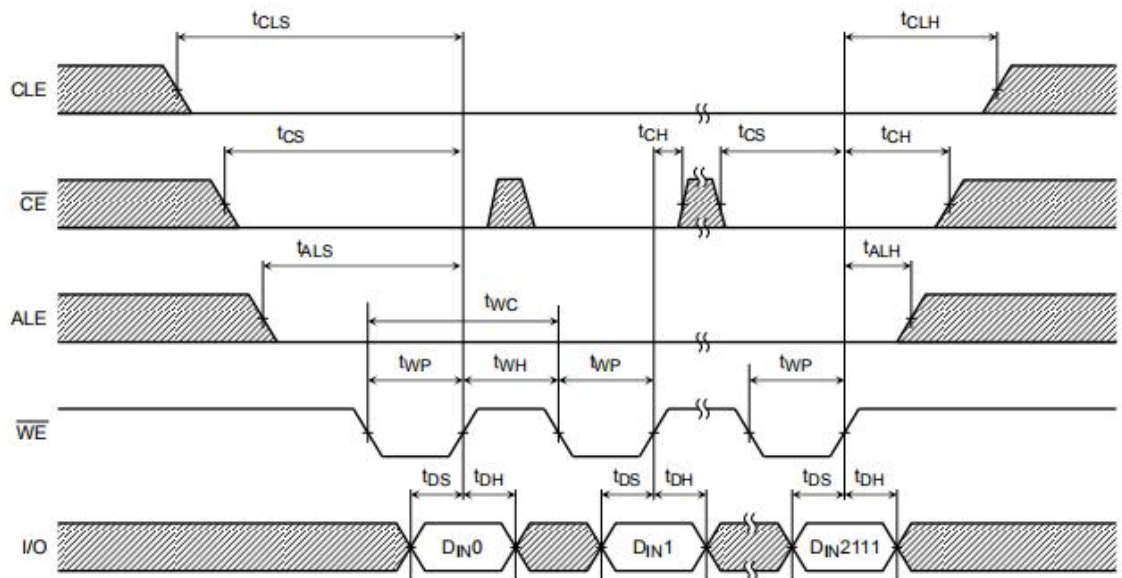 tCLS tCLH
CLE
tCS tCH tCS tCH
CE
tALS tALH
ALE
tWC
tWP tWH tWP tWP
WE
tDS tDH tDS tDH tDS tDH
I/O DIN0 DIN1 DIN2111